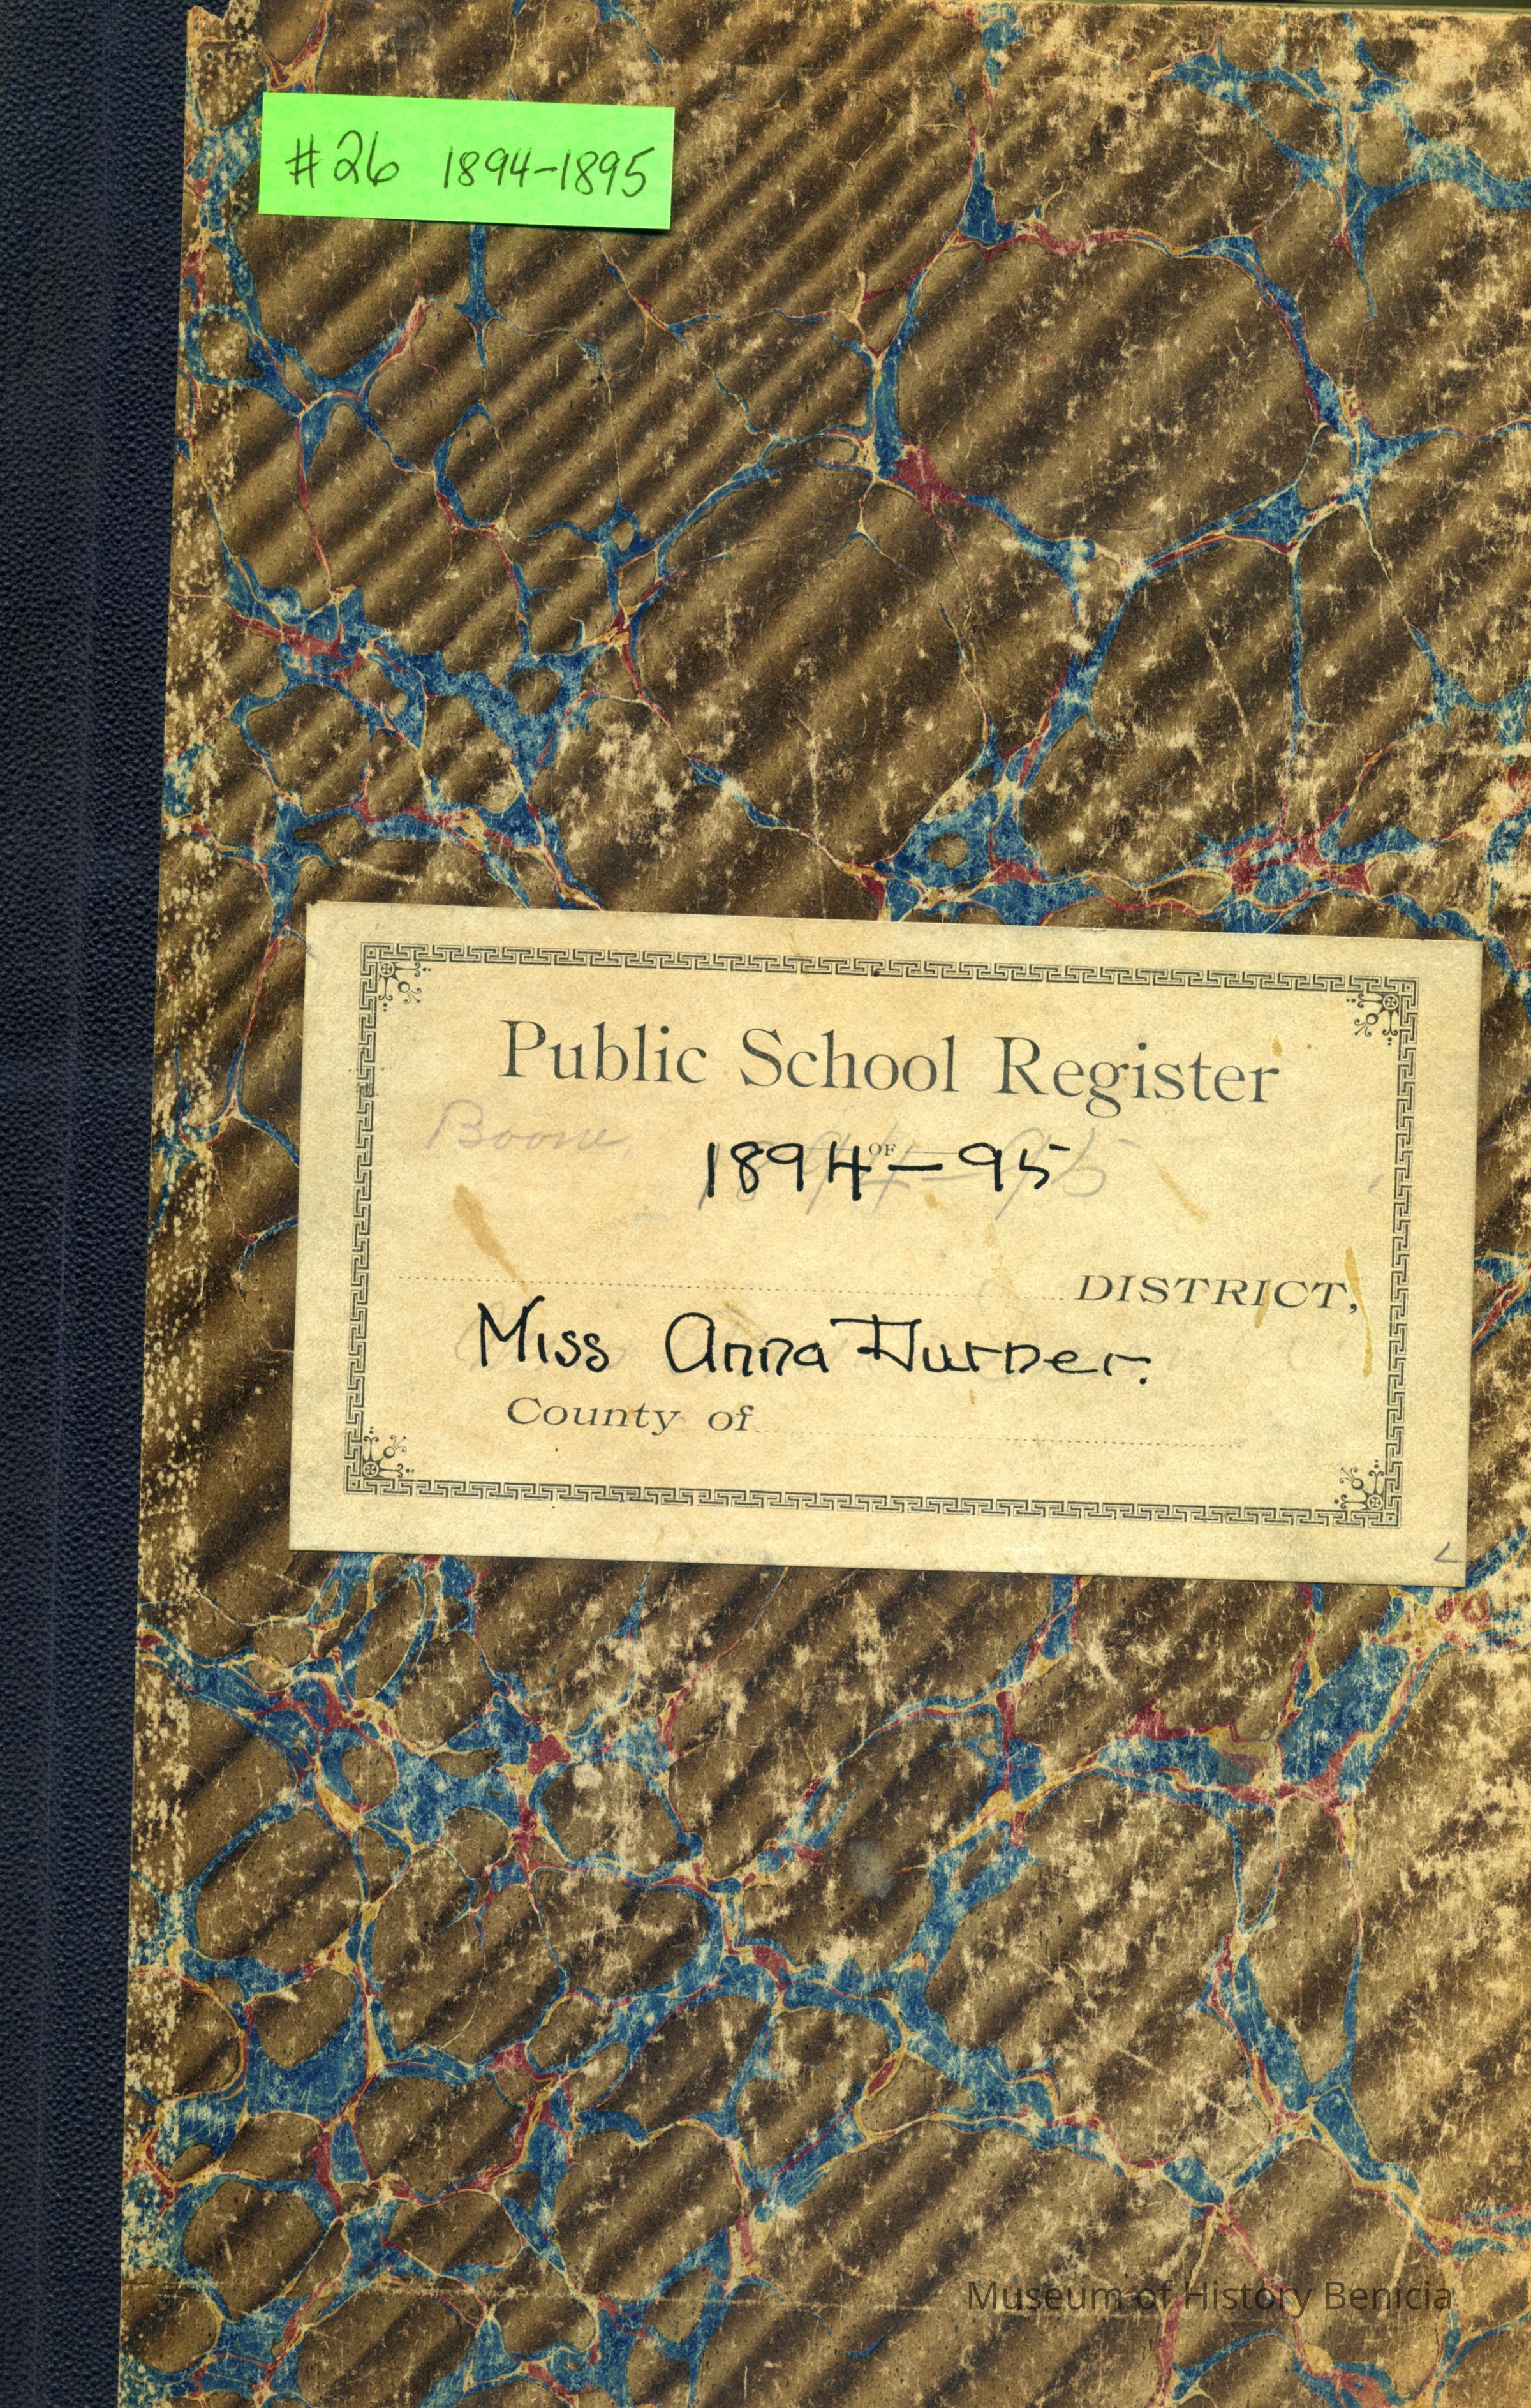 #26 1894-1895
Public School Register
Boone,
OF
1894-95
DISTRICT,
Miss Anna Turner.
County of
Museum of History Benicia